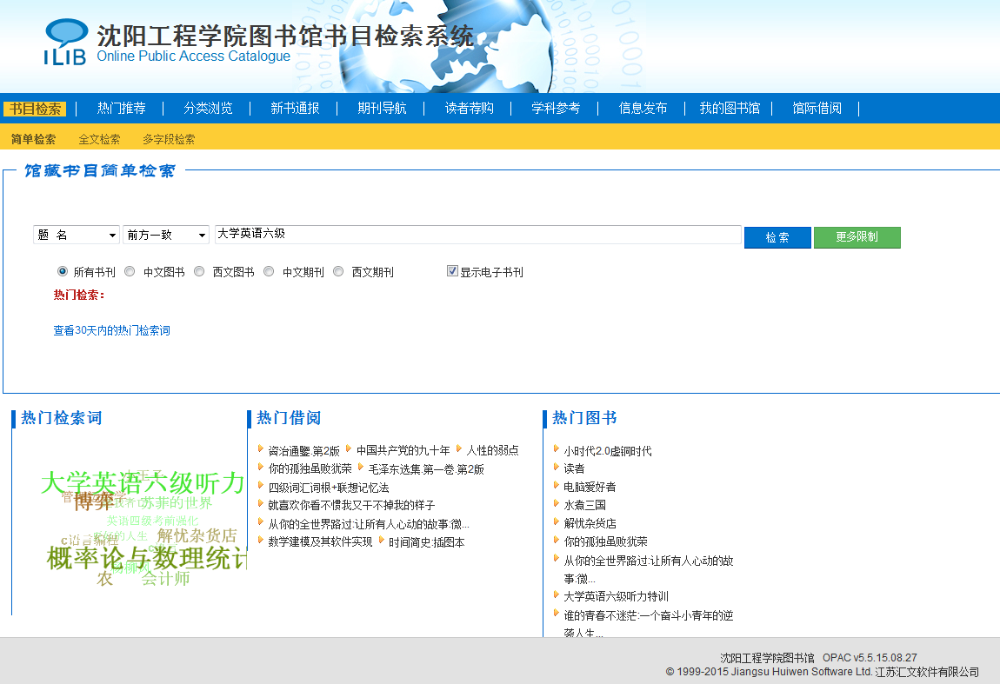 沈阳工程学院图书馆书目检索系统
ILIB
Online Public Access Catalogue
书目检索 热门推荐 分类浏览 新书通报 期刊导航 读者荐购 学科参考 信息发布 我的图书馆 馆际借阅
简单检索 全文检索 多字段检索
馆藏书目简单检索
题 名 前方一致 大学英语六级 检 索 更多限制
所有书刊 中文图书 西文图书 中文期刊 西文期刊 显示电子书刊
热门检索：
查看30天内的热门检索词
热门检索词
大学英语六级听力
博弈
苏菲的世界
英语四级考前强化
c语言编程
解忧杂货店
概率论与数理统计
农
会计师
热门借阅
资治通鑒.第2版 中国共产党的九十年 人性的弱点
你的孤独虽败犹荣 毛泽东选集.第一卷.第2版
四级词汇词根+联想记忆法
就喜欢你看不惯我又干不掉我的样子
从你的全世界路过:让所有人心动的故事:微...
数学建模及其软件实现 时间简史:插图本
热门图书
小时代2.0虚铜时代
读者
电脑爱好者
水煮三国
解忧杂货店
你的孤独虽败犹荣
从你的全世界路过:让所有人心动的故
事:微...
大学英语六级听力特训
谁的青春不迷茫:一个奋斗小青年的逆
袭人生...
沈阳工程学院图书馆 OPAC v5.5.15.08.27
© 1999-2015 Jiangsu Huiwen Software Ltd. 江苏汇文软件有限公司